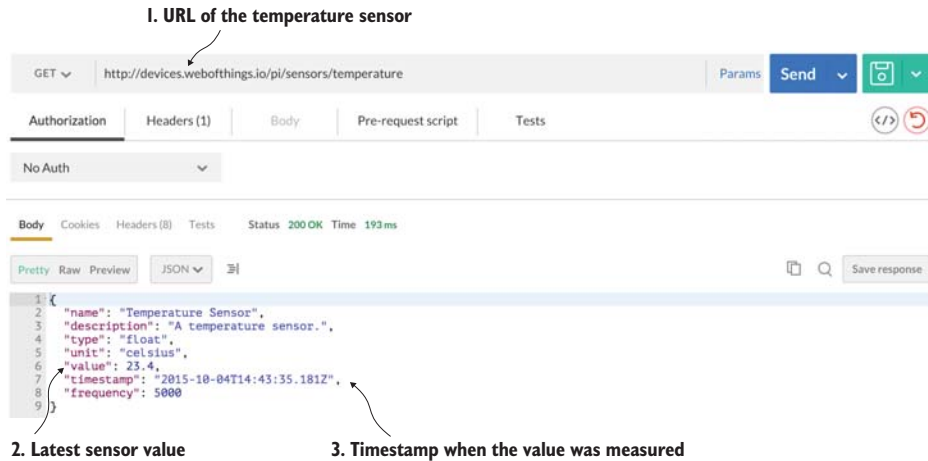 1. URL of the temperature sensor
GET http://devices.webofthings.io/pi/sensors/temperature Params Send
Authorization Headers (1) Body Pre-request script Tests
No Auth
Body Cookies Headers (8) Tests Status 200 OK Time 193 ms
Pretty Raw Preview JSON Save response
1 {
2 "name": "Temperature Sensor",
3 "description": "A temperature sensor.",
4 "type": "float",
5 "unit": "celsius",
6 "value": 23.4,
7 "timestamp": "2015-10-04T14:43:35.181Z",
8 "frequency": 5000
9 }
2. Latest sensor value 3. Timestamp when the value was measured